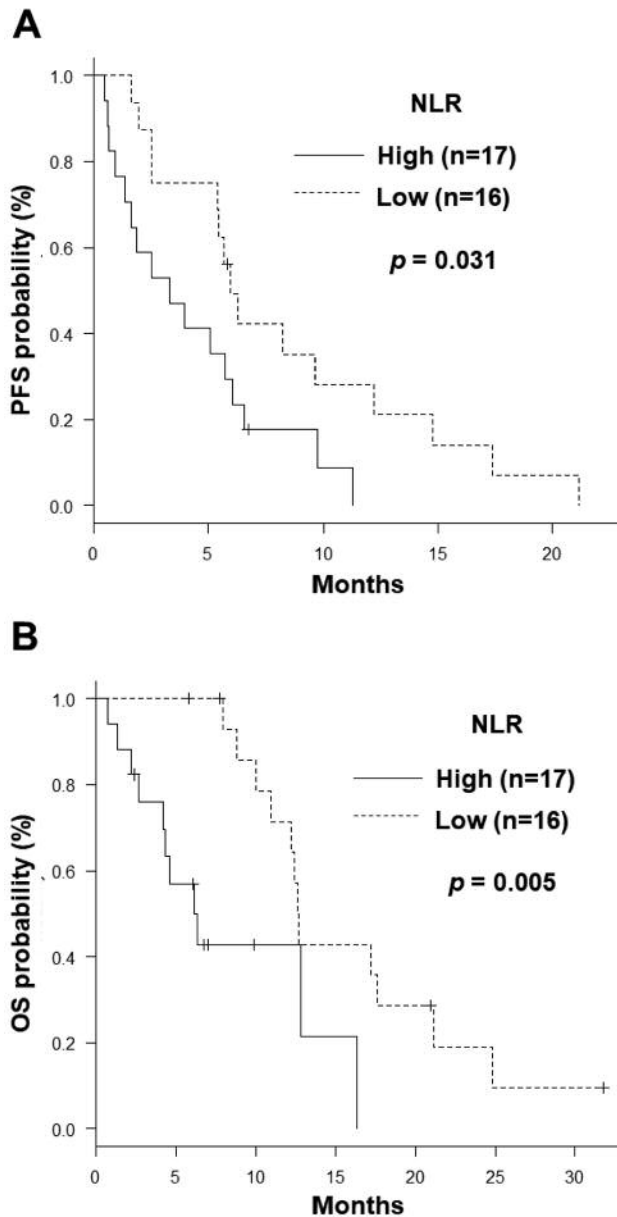 A
PFS probability (%)
1.0
0.8
0.6
0.4
0.2
0.0
NLR
High (n=17)
Low (n=16)
p = 0.031
0 5 10 15 20
Months
B
OS probability (%)
1.0
0.8
0.6
0.4
0.2
0.0
NLR
High (n=17)
Low (n=16)
p = 0.005
0 5 10 15 20 25 30
Months